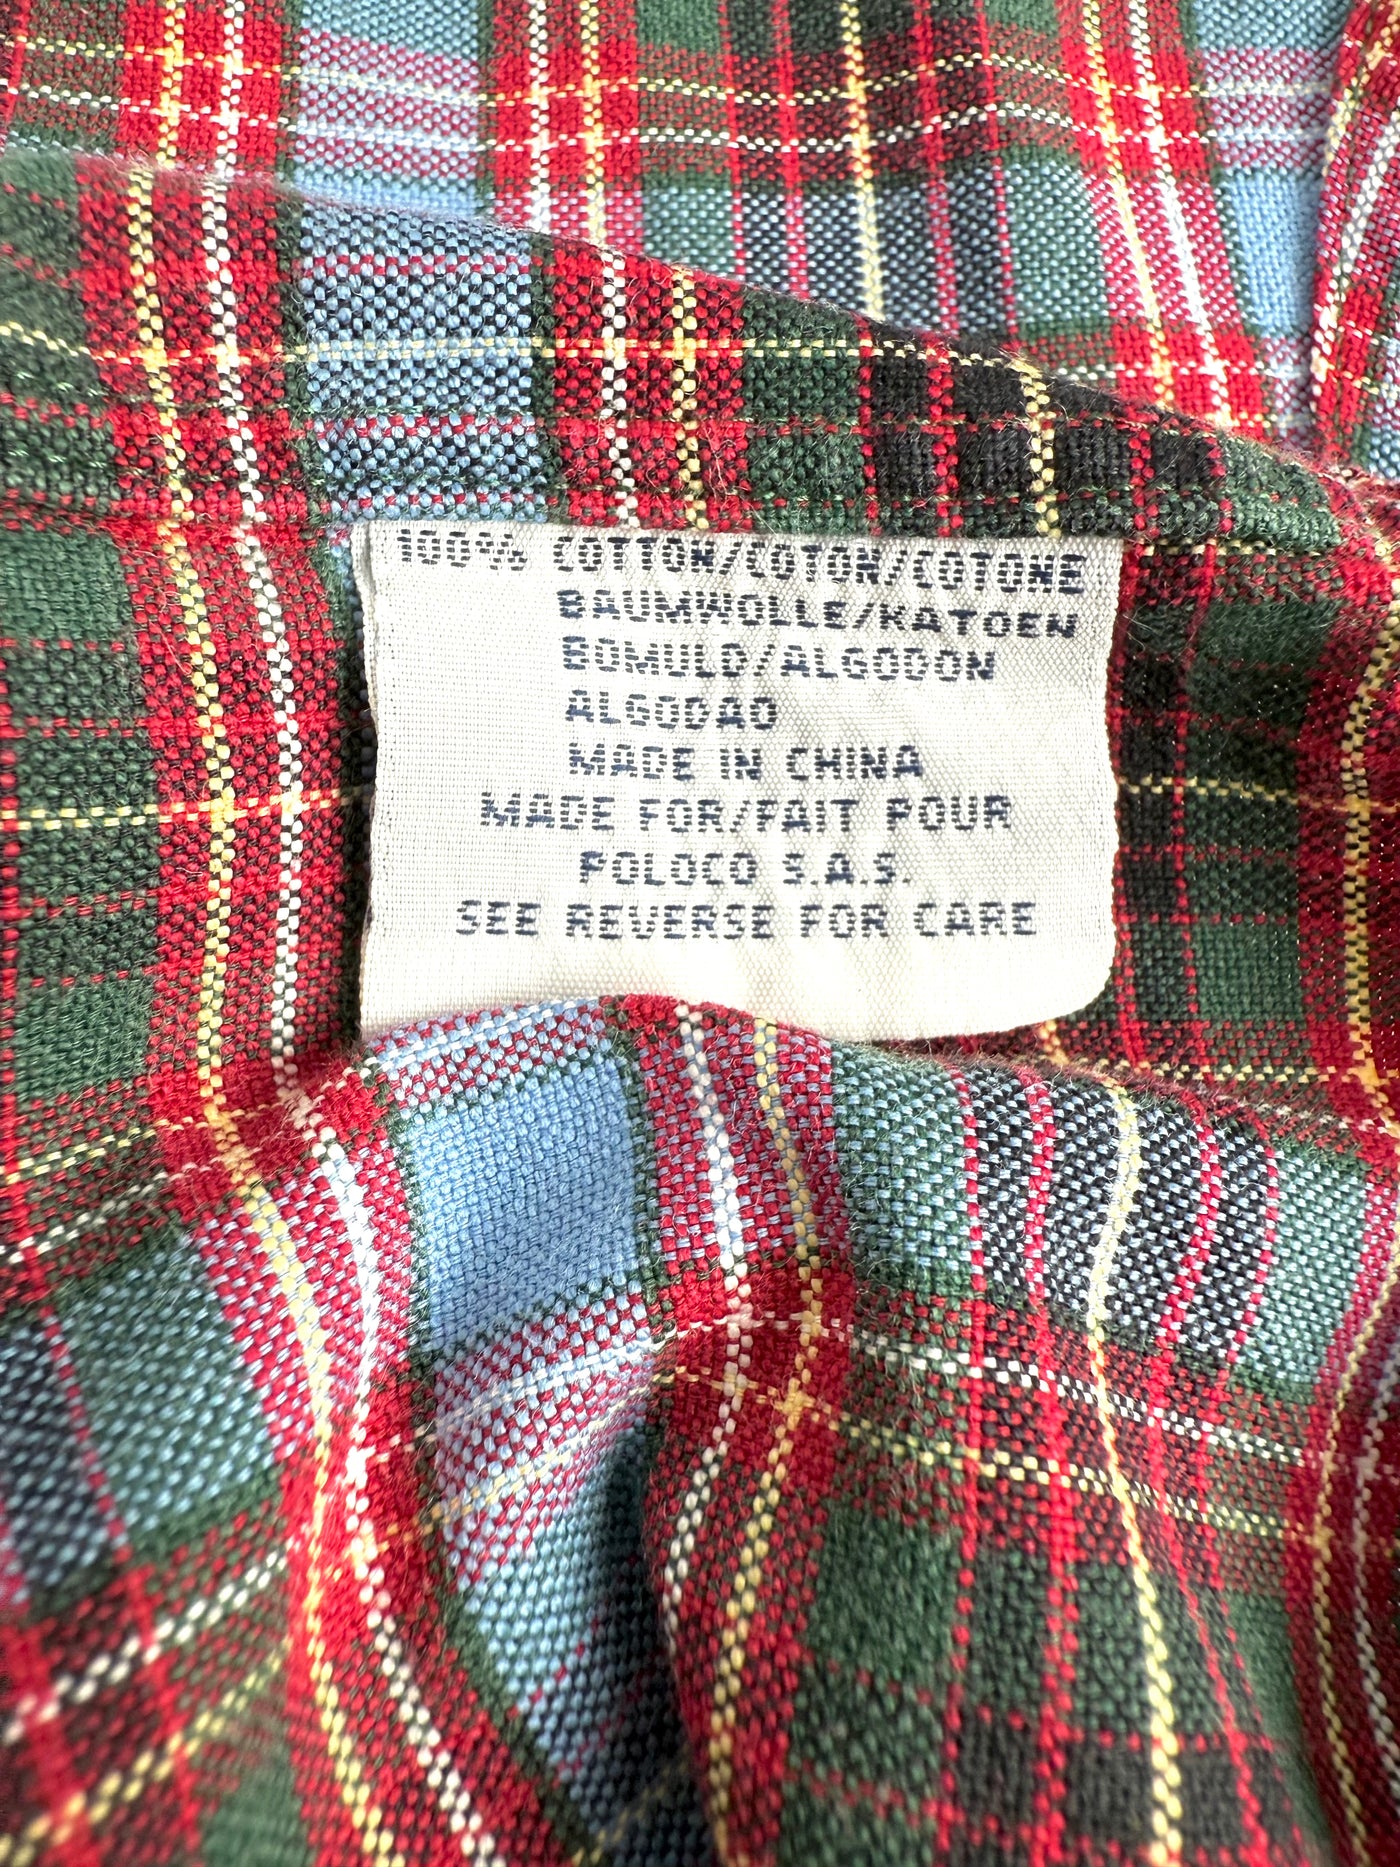 100% COTTON/COTON/COTONE
BAUMWOLLE/KATOEN
BOMULD/ALGODON
ALGODAO
MADE IN CHINA
MADE FOR/FAIT POUR
POLOCO S.A.S.
SEE REVERSE FOR CARE